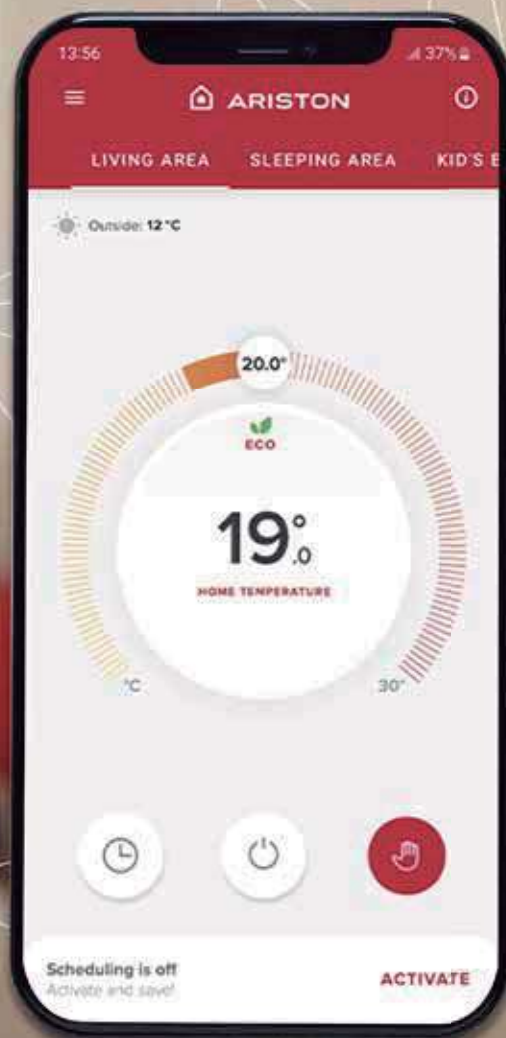 13:56 37%
ARISTON
LIVING AREA SLEEPING AREA KID'S
Outside: 12 °C
20.0°
ECO
19°.0
HOME TEMPERATURE
°C 30°
Scheduling is off
Activate and save!
ACTIVATE